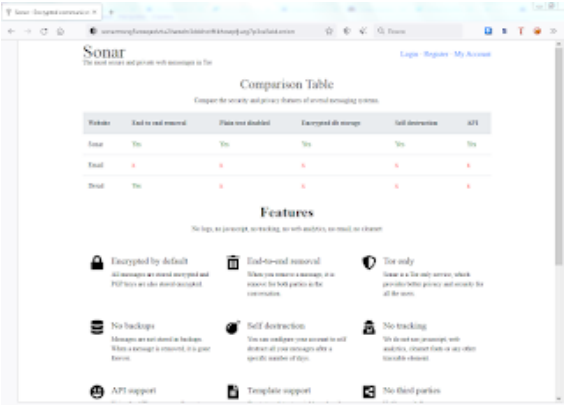 Sonar - Encrypted communication
Search
Sonar
The most secure and private web messenger in Tor
Login Register My Account
Comparison Table
Compare the security and privacy features of several messaging systems.
Website End to end removal Plain text disabled Encrypted db storage Self destruction API
Sonar Yes Yes Yes Yes Yes
Email x x x x x
Yes x x x x
Features
No logs, no javascript, no tracking, no web analytics, no email, no clearnet
Encrypted by default End-to-end removal Tor only
All messages are stored encrypted and When you remove a message, it is Sonar is a Tor only service, which
PGP keys are also stored encrypted. remove for both parties in the provides better privacy and security for
conversation. all the users.
No backups Self destruction No tracking
Messages are not stored in backups. You can configure your account to self We do not use javascript, web
When a message is removed, it is gone destruct all your messages after a analytics, clearnet fonts or any other
forever. specific number of days. traceable element.
API support Template support No third parties